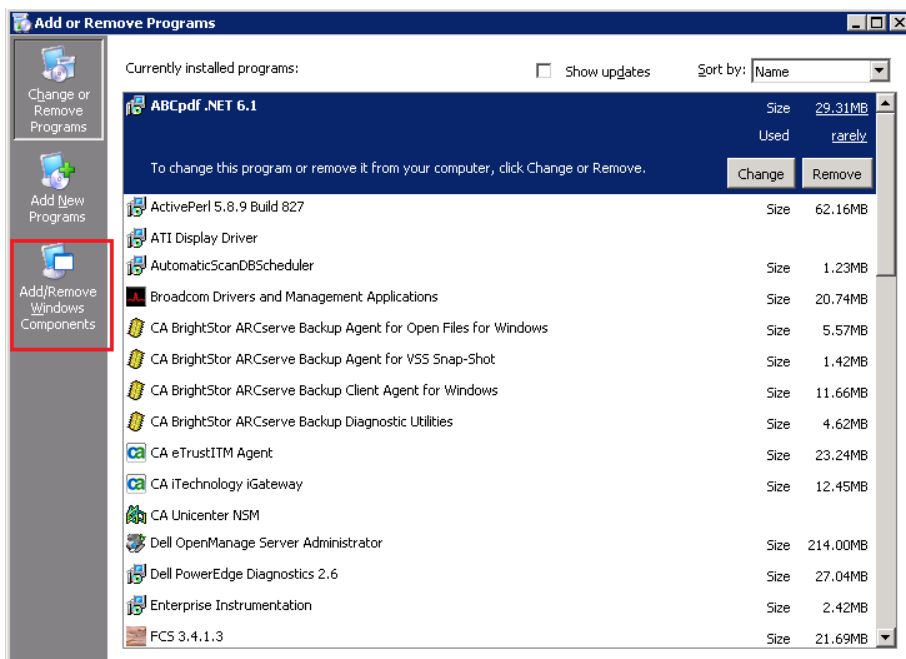 Add or Remove Programs
Change or
Remove
Programs
Add New
Programs
Add/Remove
Windows
Components
Currently installed programs:
Show updates
Sort by: Name
ABCpdf .NET 6.1 Size 29.31MB
Used rarely
To change this program or remove it from your computer, click Change or Remove.
Change Remove
ActivePerl 5.8.9 Build 827 Size 62.16MB
ATI Display Driver
AutomaticScanDBScheduler Size 1.23MB
Broadcom Drivers and Management Applications Size 20.74MB
CA BrightStor ARCserve Backup Agent for Open Files for Windows Size 5.57MB
CA BrightStor ARCserve Backup Agent for VSS Snap-Shot Size 1.42MB
CA BrightStor ARCserve Backup Client Agent for Windows Size 11.66MB
CA BrightStor ARCserve Backup Diagnostic Utilities Size 4.62MB
ca CA eTrustITM Agent Size 23.24MB
ca CA iTechnology iGateway Size 12.45MB
CA Unicenter NSM
Dell OpenManage Server Administrator Size 214.00MB
Dell PowerEdge Diagnostics 2.6 Size 27.04MB
Enterprise Instrumentation Size 2.42MB
FCS 3.4.1.3 Size 21.69MB